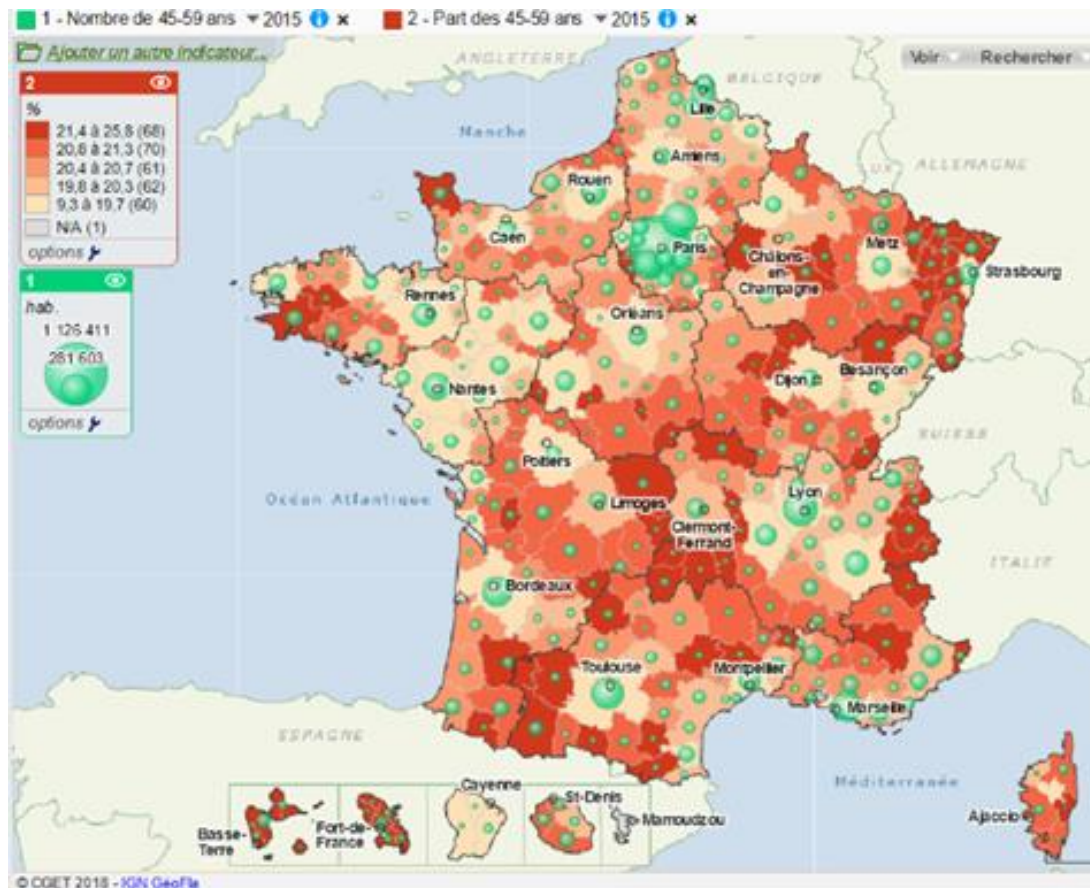 1 - Nombre de 45-59 ans ▾ 2015
2 - Part des 45-59 ans ▾ 2015
Ajouter un autre indicateur...
Voir
Rechercher
2
%
21,4 à 25,8 (68)
20,8 à 21,3 (70)
20,4 à 20,7 (61)
19,8 à 20,3 (62)
9,3 à 19,7 (60)
N/A (1)
options
1
hab.
1 126 411
281 603
options
ANGLETERRE
BELGIQUE
Manche
Lille
ALLEMAGNE
LUX
Amiens
Rouen
Caen
Paris
Metz
Châlons-
en-
Champagne
Strasbourg
Rennes
Orléans
Nantes
Dijon
Besançon
SUISSE
Poitiers
Océan Atlantique
Limoges
Lyon
Clermont-
Ferrand
ITALIE
Bordeaux
Toulouse
Montpellier
Marseille
ESPAGNE
Méditerranée
Ajaccio
Basse-
Terre
Fort-de-
France
Cayenne
St-Denis
Mamoudzou
© CGET 2018 - IGN GéoFla